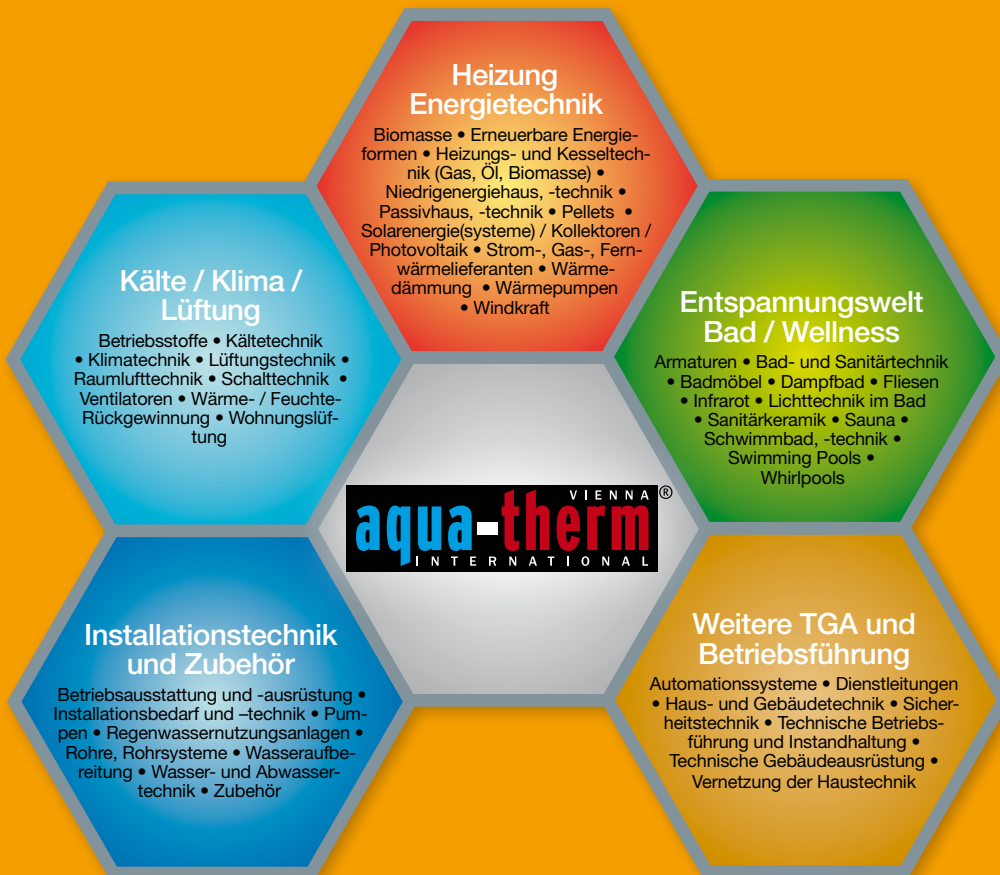 Heizung
Energietechnik
Biomasse • Erneuerbare Energie-
formen • Heizungs- und Kesseltech-
nik (Gas, Öl, Biomasse) •
Niedrigenergiehaus, -technik •
Passivhaus, -technik • Pellets •
Solarenergie(systeme) / Kollektoren /
Photovoltaik • Strom-, Gas-, Fern-
wärmelieferanten • Wärme-
dämmung • Wärmepumpen
• Windkraft
Kälte / Klima /
Lüftung
Betriebsstoffe • Kältetechnik
• Klimatechnik • Lüftungstechnik •
Raumlufttechnik • Schalttechnik •
Ventilatoren • Wärme- / Feuchte-
Rückgewinnung • Wohnungslüf-
tung
Entspannungswelt
Bad / Wellness
Armaturen • Bad- und Sanitärtechnik
• Badmöbel • Dampfbad • Fliesen
• Infrarot • Lichttechnik im Bad
• Sanitärkeramik • Sauna •
Schwimmbad, -technik •
Swimming Pools •
Whirlpools
VIENNA ®
aqua-therm
INTERNATIONAL
Installationstechnik
und Zubehör
Betriebsausstattung und -ausrüstung •
Installationsbedarf und –technik • Pum-
pen • Regenwassernutzungsanlagen •
Rohre, Rohrsysteme • Wasseraufbe-
reitung • Wasser- und Abwasser-
technik • Zubehör
Weitere TGA und
Betriebsführung
Automationssysteme • Dienstleitungen
• Haus- und Gebäudetechnik • Sicher-
heitstechnik • Technische Betriebs-
führung und Instandhaltung •
Technische Gebäudeausrüstung •
Vernetzung der Haustechnik